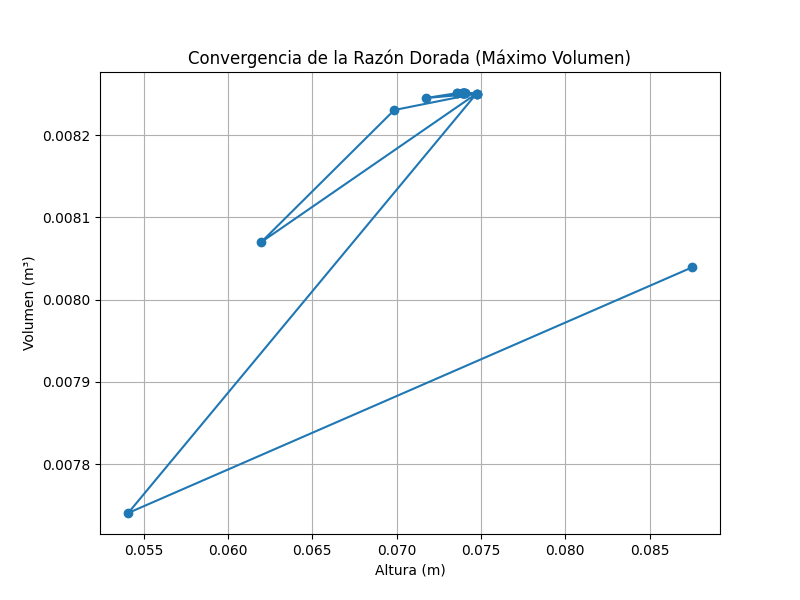 Convergencia de la Razón Dorada (Máximo Volumen)
Volumen (m³)
0.0082
0.0081
0.0080
0.0079
0.0078
0.055 0.060 0.065 0.070 0.075 0.080 0.085
Altura (m)